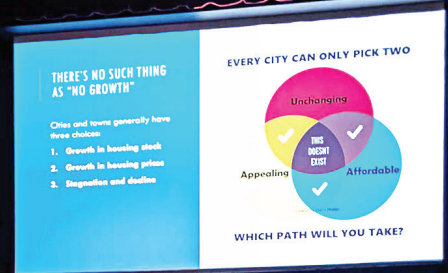 THERE'S NO SUCH THING
AS "NO GROWTH"
Cities and towns generally have
three choices:
1. Growth in housing stock
2. Growth in housing prices
3. Stagnation and decline
EVERY CITY CAN ONLY PICK TWO
Unchanging
THIS
DOESNT
EXIST
Appealing
Affordable
WHICH PATH WILL YOU TAKE?